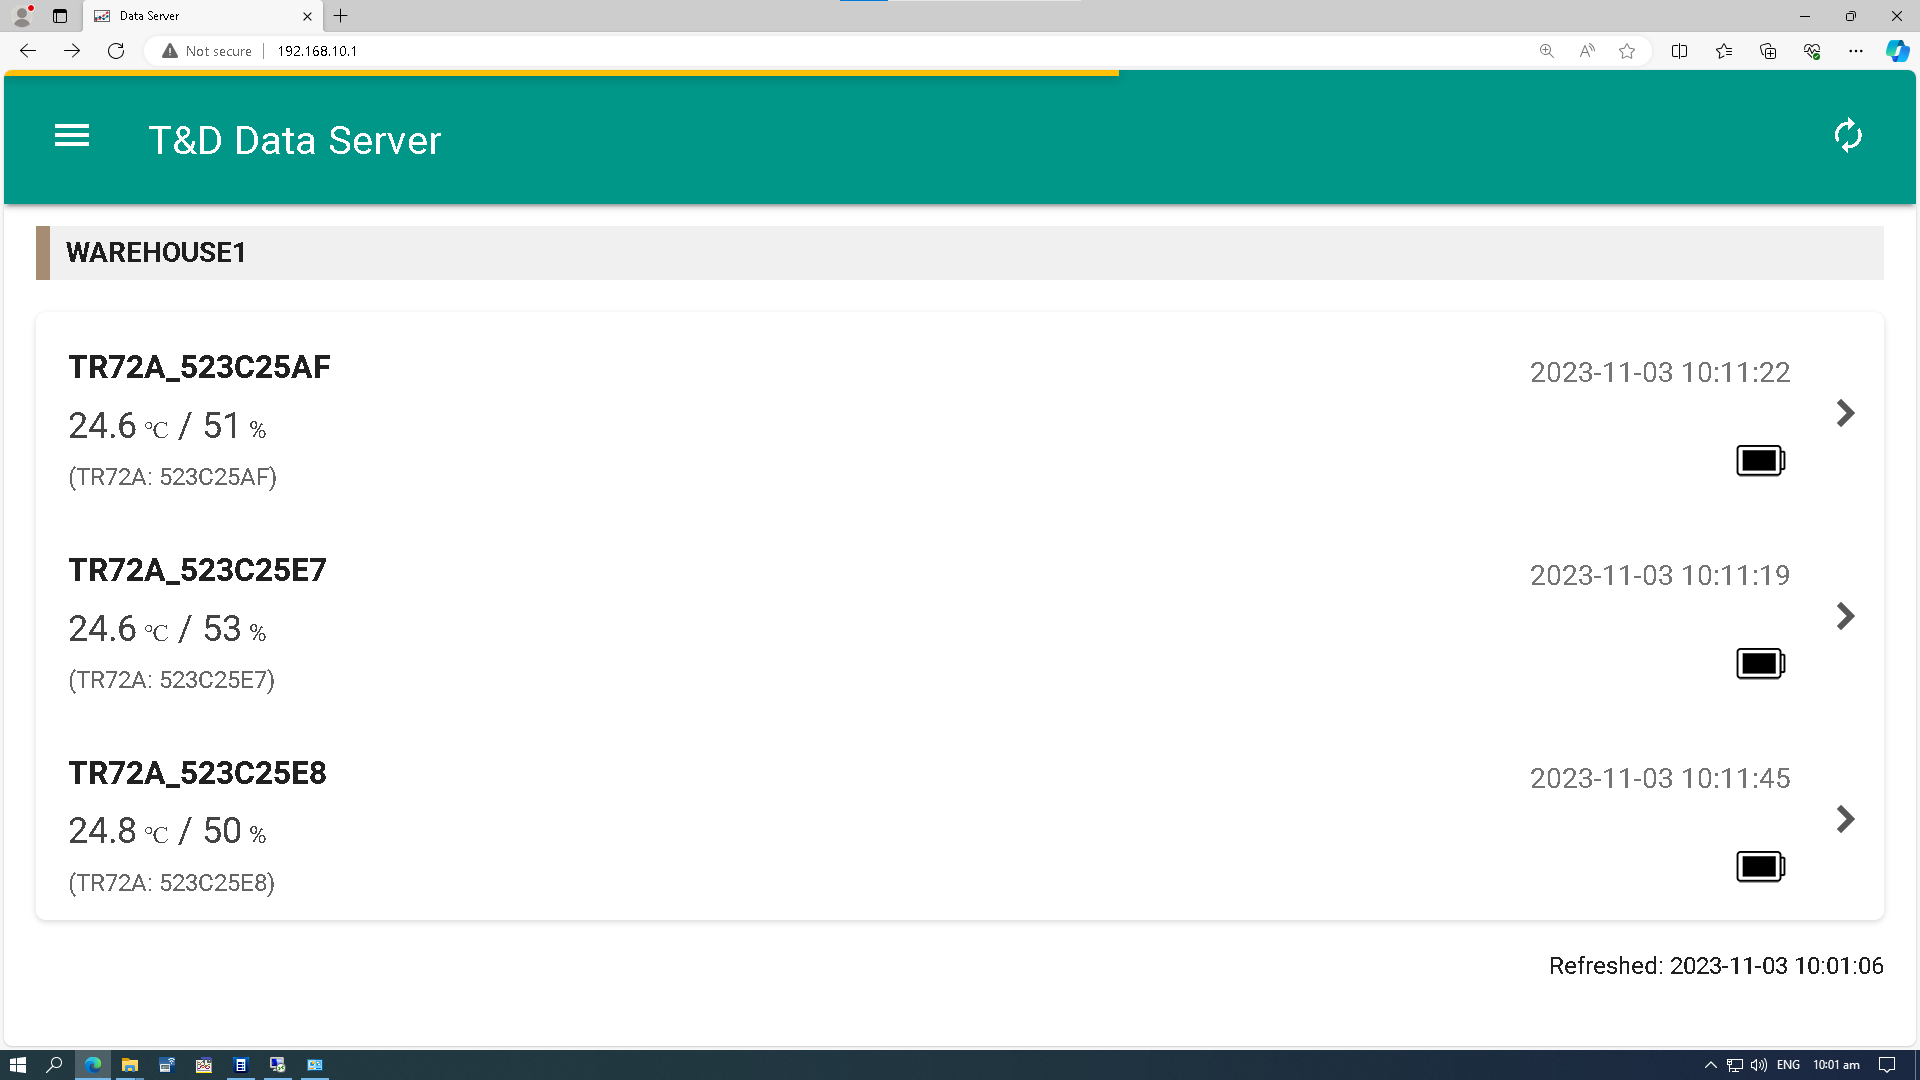 Data Server
Not secure
192.168.10.1
T&D Data Server
WAREHOUSE1
TR72A_523C25AF
2023-11-03 10:11:22
24.6 ℃ / 51 %
(TR72A: 523C25AF)
TR72A_523C25E7
2023-11-03 10:11:19
24.6 ℃ / 53 %
(TR72A: 523C25E7)
TR72A_523C25E8
2023-11-03 10:11:45
24.8 ℃ / 50 %
(TR72A: 523C25E8)
Refreshed: 2023-11-03 10:01:06
ENG 10:01 am